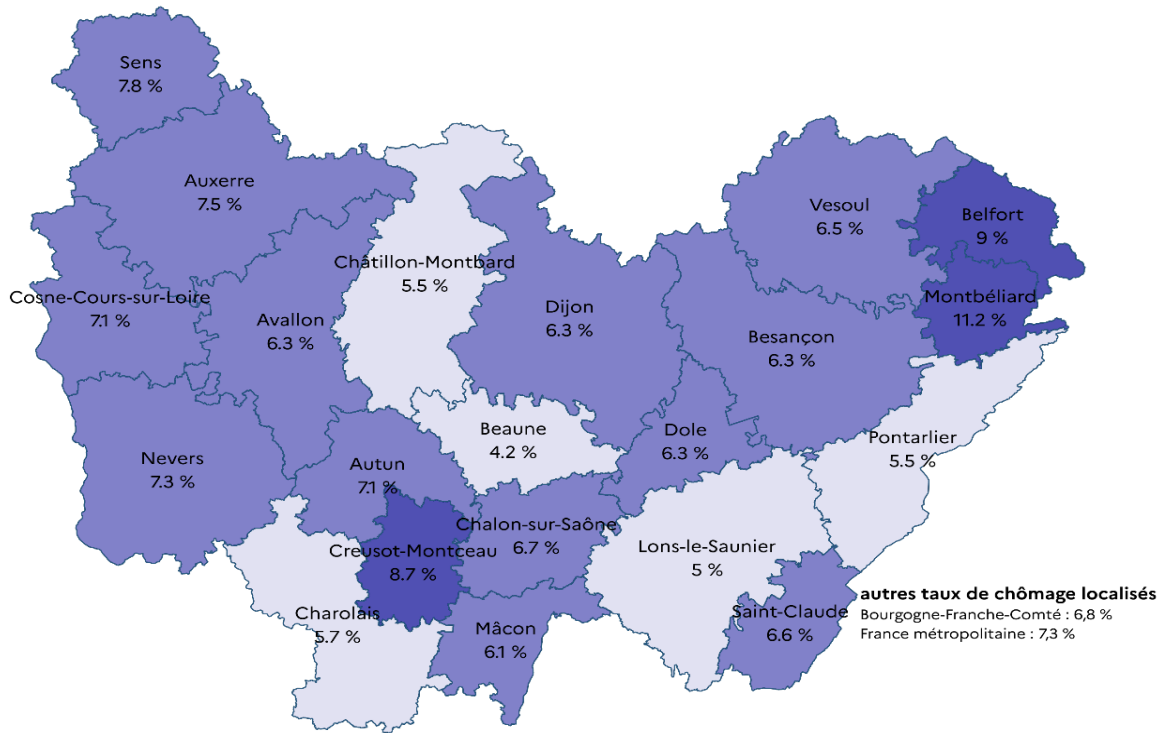 Sens
7.8 %
Auxerre
7.5 %
Vesoul
6.5 %
Belfort
9 %
Châtillon-Montbard
5.5 %
Cosne-Cours-sur-Loire
7.1 %
Avallon
6.3 %
Dijon
6.3 %
Besançon
6.3 %
Montbéliard
11.2 %
Beaune
4.2 %
Dole
6.3 %
Pontarlier
5.5 %
Nevers
7.3 %
Autun
7.1 %
Chalon-sur-Saône
6.7 %
Creusot-Montceau
8.7 %
Lons-le-Saunier
5 %
Charolais
5.7 %
Mâcon
6.1 %
Saint-Claude
6.6 %
autres taux de chômage localisés
Bourgogne-Franche-Comté : 6,8 %
France métropolitaine : 7,3 %